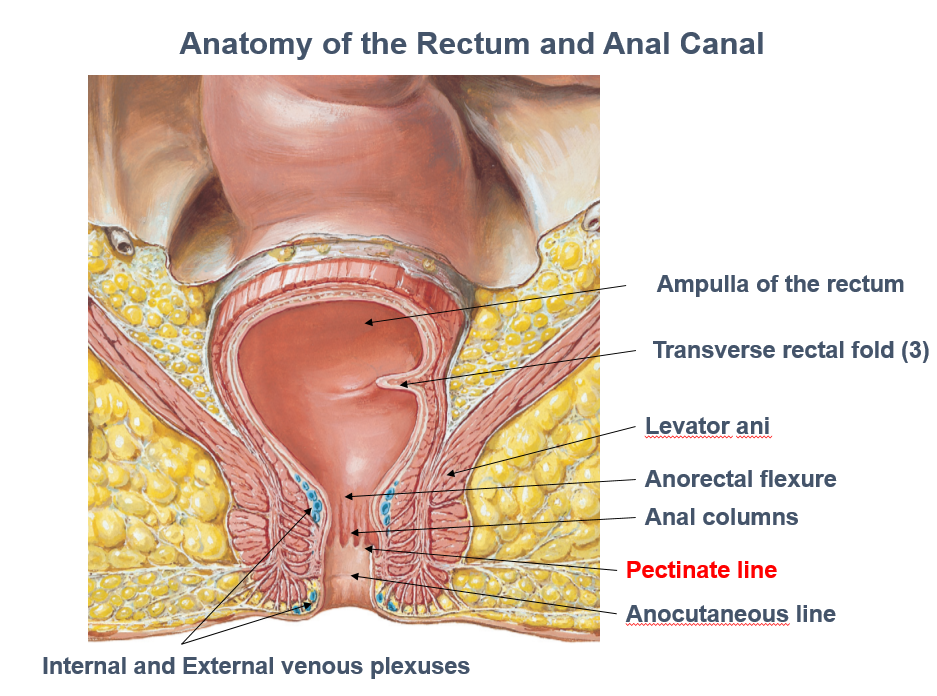 Anatomy of the Rectum and Anal Canal
Ampulla of the rectum
Transverse rectal fold (3)
Levator ani
Anorectal flexure
Anal columns
Pectinate line
Anocutaneous line
Internal and External venous plexuses